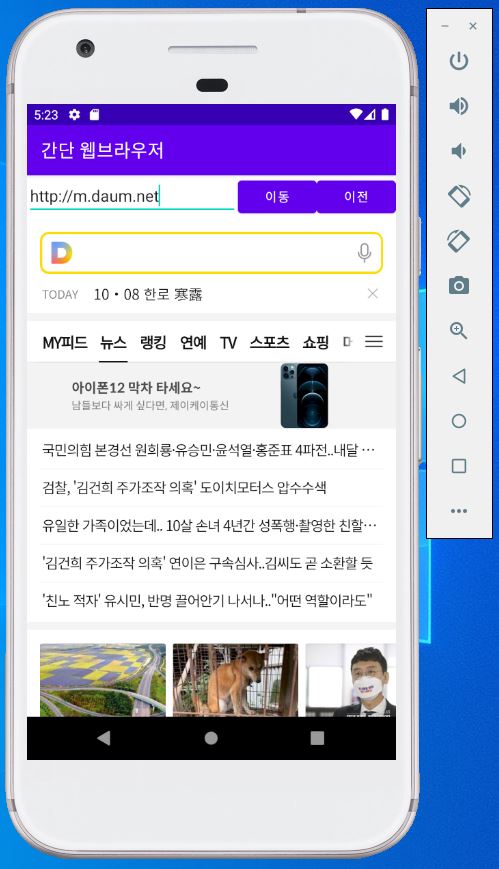 5:23
간단 웹브라우저
http://m.daum.net 이동 이전
TODAY 10・08 한로 寒露
MY피드 뉴스 랭킹 연예 TV 스포츠 쇼핑
아이폰12 막차 타세요~
남들보다 싸게 싶다면, 제이케이통신
국민의힘 본경선 원희룡·유승민·윤석열·홍준표 4파전..내달 …
검찰, '김건희 주가조작 의혹' 도이치모터스 압수수색
유일한 가족이었는데.. 10살 손녀 4년간 성폭행·촬영한 친할…
'김건희 주가조작 의혹' 연이은 구속심사..김씨도 곧 소환할 듯
'친노 적자' 유시민, 반명 끌어안기 나서나.."어떤 역할이라도"